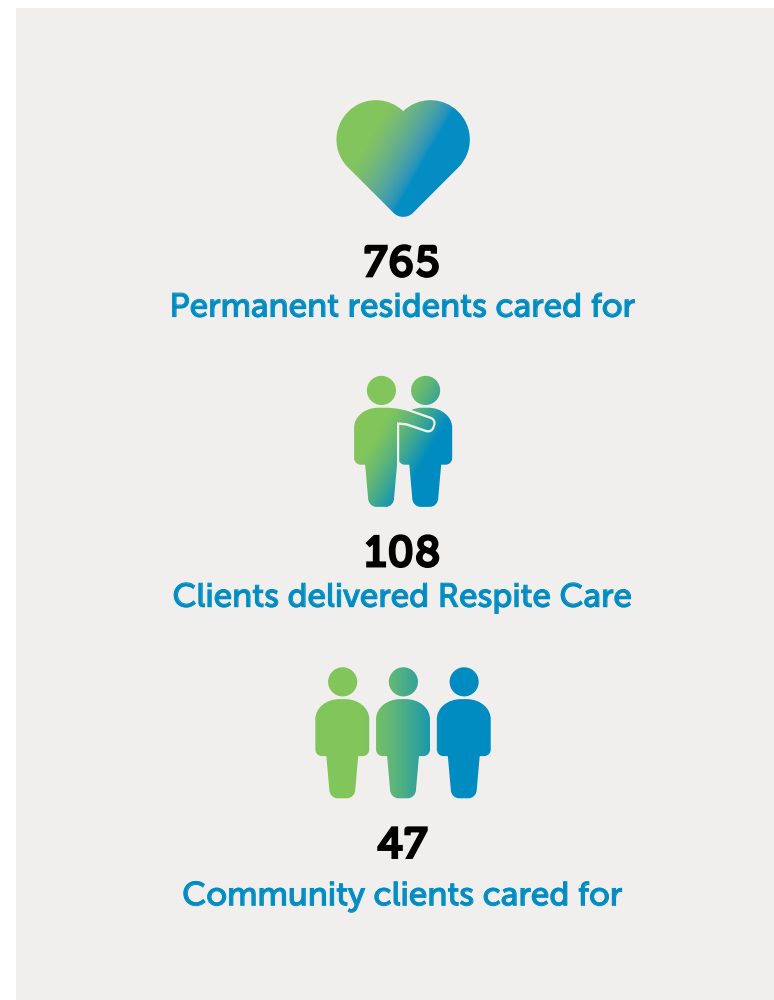 765
Permanent residents cared for
108
Clients delivered Respite Care
47
Community clients cared for